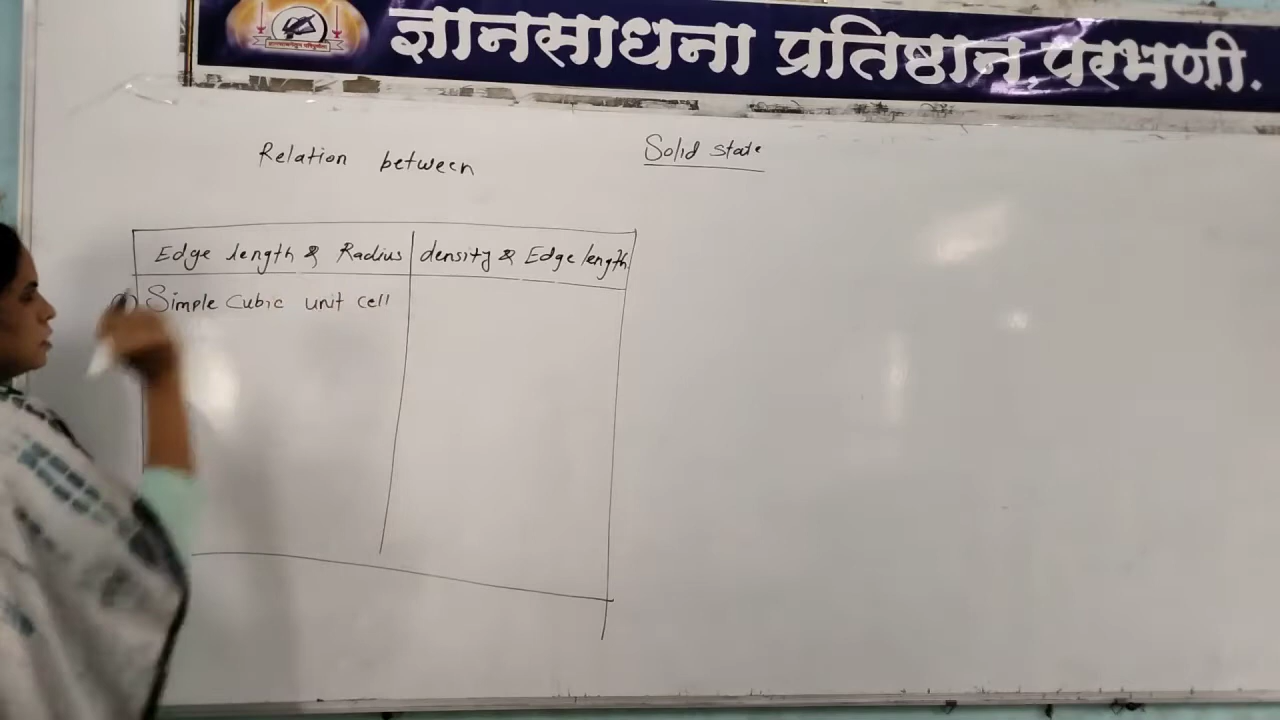 ज्ञानसाधना प्रतिष्ठान, परभणी.
Relation between
Solid state
Edge length & Radius
density & Edge length
Simple Cubic unit cell